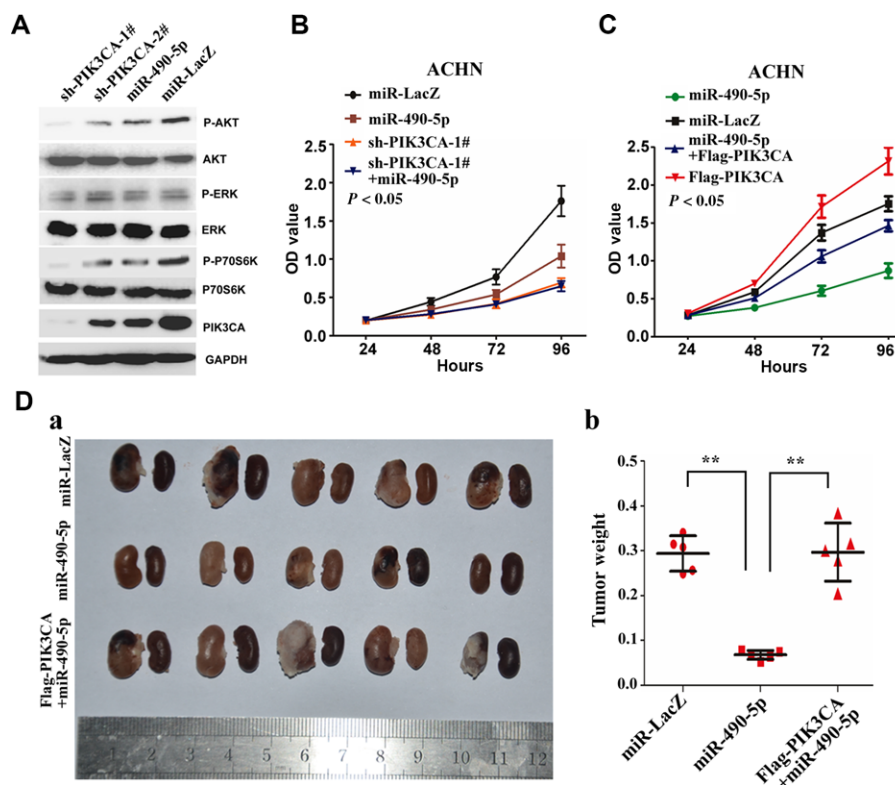 A
sh-PIK3CA-1#
sh-PIK3CA-2#
miR-490-5p
miR-LacZ
P-AKT
AKT
P-ERK
ERK
P-P70S6K
P70S6K
PIK3CA
GAPDH
B
ACHN
miR-LacZ
miR-490-5p
sh-PIK3CA-1#
sh-PIK3CA-1#
+miR-490-5p
P < 0.05
OD value
2.5
2.0
1.5
1.0
0.5
0.0
24 48 72 96
Hours
C
ACHN
miR-490-5p
miR-LacZ
miR-490-5p
+Flag-PIK3CA
Flag-PIK3CA
P < 0.05
OD value
2.5
2.0
1.5
1.0
0.5
0.0
24 48 72 96
Hours
D
a
miR-LacZ
miR-490-5p
Flag-PIK3CA
+miR-490-5p
1 2 3 4 5 6 7 8 9 10 11 12
b
** **
Tumor weight
0.5
0.4
0.3
0.2
0.1
0.0
miR-LacZ
miR-490-5p
Flag-PIK3CA
+miR-490-5p